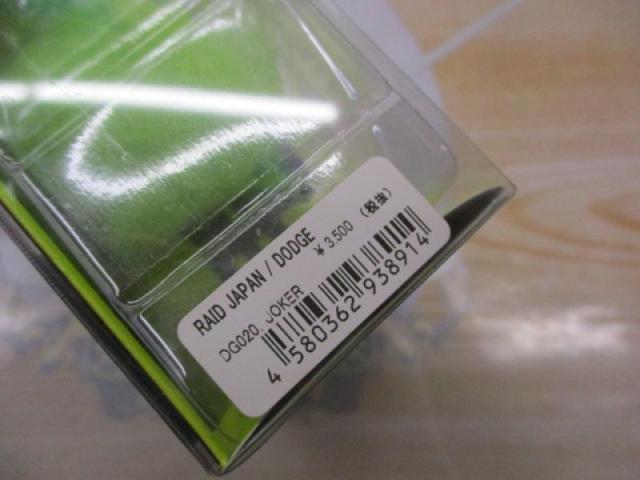 RAID JAPAN / DODGE
¥ 3,500 (税抜)
DG020. JOKER
4 580362 938914